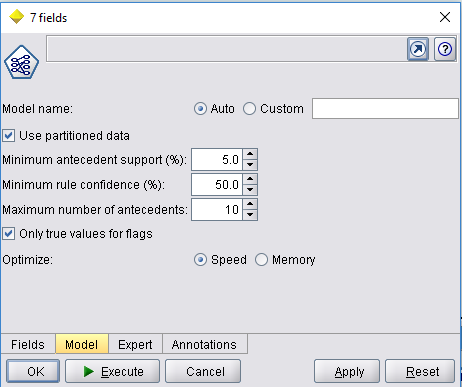 7 fields
Model name: Auto Custom
Use partitioned data
Minimum antecedent support (%): 5.0
Minimum rule confidence (%): 50.0
Maximum number of antecedents: 10
Only true values for flags
Optimize: Speed Memory
Fields Model Expert Annotations
OK Execute Cancel Apply Reset